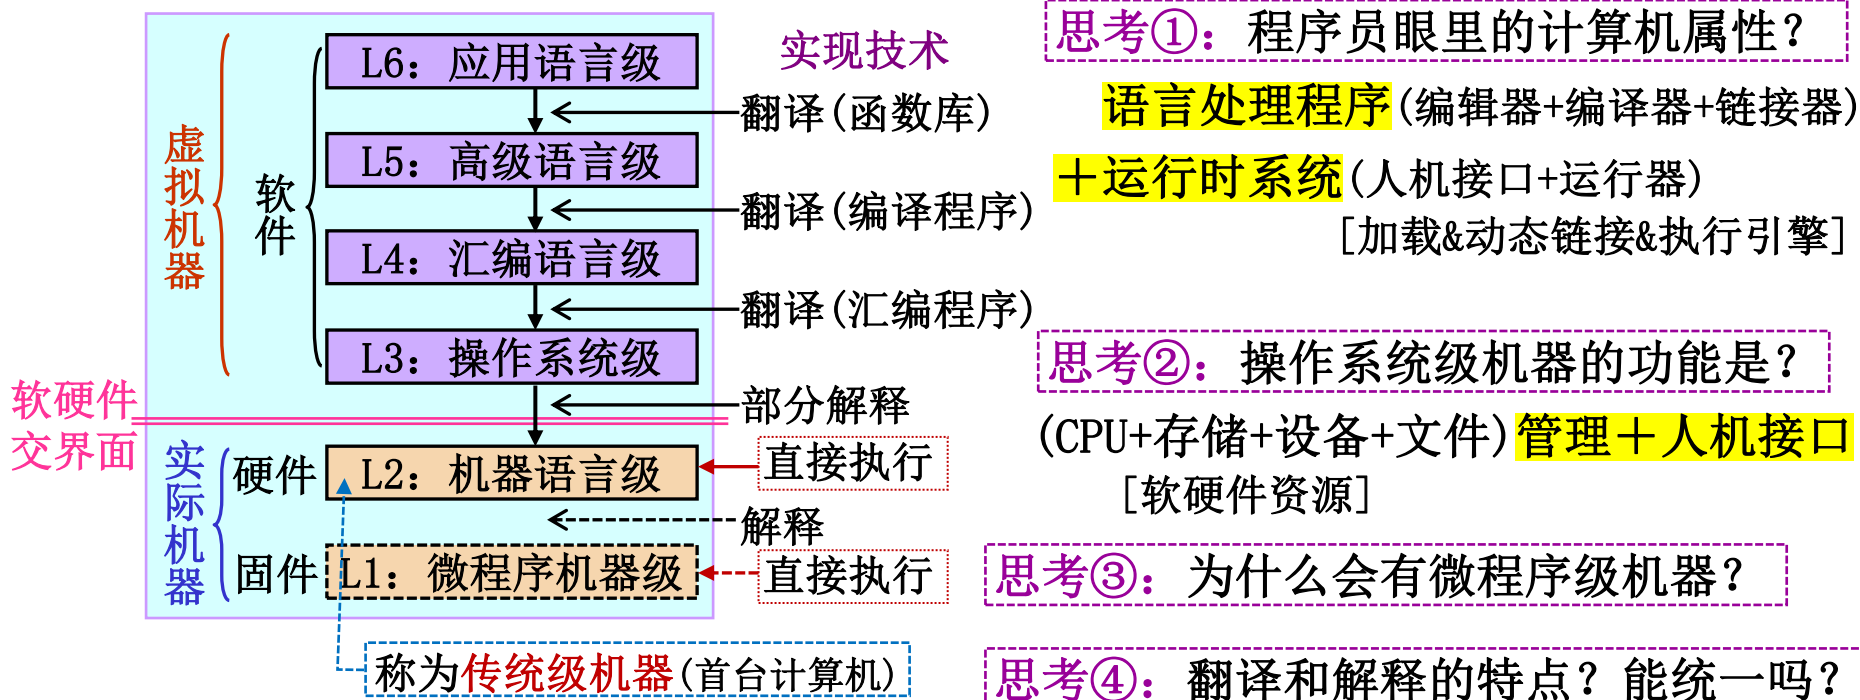 L6：应用语言级
L5：高级语言级
L4：汇编语言级
L3：操作系统级
L2：机器语言级
L1：微程序机器级
虚拟机器
软件
软硬件
交界面
实际机器
硬件
固件
实现技术
翻译(函数库)
翻译(编译程序)
翻译(汇编程序)
部分解释
直接执行
解释
直接执行
称为传统级机器(首台计算机)
思考①：程序员眼里的计算机属性？
语言处理程序(编辑器+编译器+链接器)
＋运行时系统(人机接口+运行器)
[加载&动态链接&执行引擎]
思考②：操作系统级机器的功能是？
(CPU+存储+设备+文件)管理＋人机接口
[软硬件资源]
思考③：为什么会有微程序级机器？
思考④：翻译和解释的特点？能统一吗？